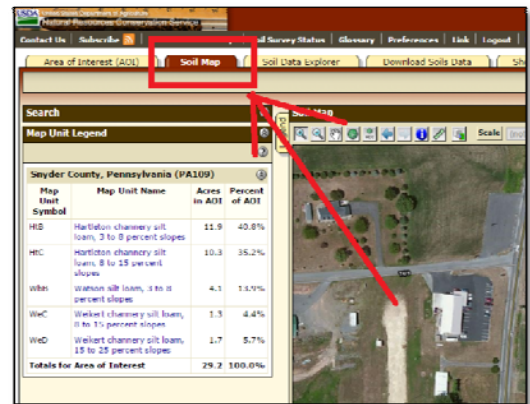 USDA United States Department of Agriculture
Natural Resources Conservation Service
Contact Us | Subscribe | Soil Survey Status | Glossary | Preferences | Link | Logout
Area of Interest (AOI) Soil Map Soil Data Explorer Download Soils Data
Search
Map Unit Legend
Snyder County, Pennsylvania (PA109)
Map Unit Symbol Map Unit Name Acres in AOI Percent of AOI
HtB Hartleton channery silt loam, 3 to 8 percent slopes 11.9 40.8%
HtC Hartleton channery silt loam, 8 to 15 percent slopes 10.3 35.2%
WbB Watson silt loam, 3 to 8 percent slopes 4.1 13.9%
WeC Weikert channery silt loam, 8 to 15 percent slopes 1.3 4.4%
WeD Weikert channery silt loam, 15 to 25 percent slopes 1.7 5.7%
Totals for Area of Interest 29.2 100.0%
Soil Map
Scale